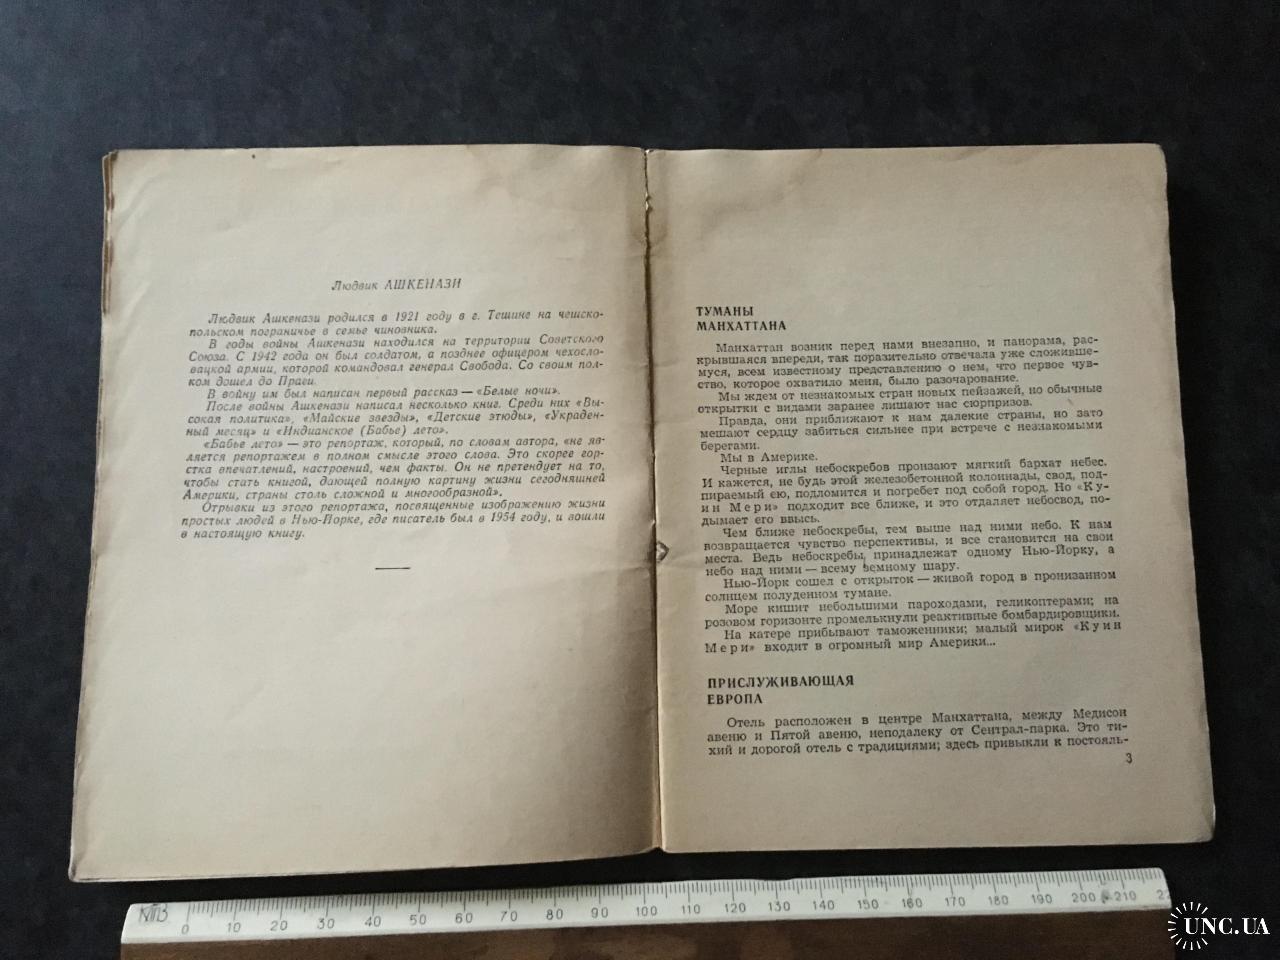 Людвик АШКЕНАЗИ
Людвик Ашкенази родился в 1921 году в г. Тешине на чешско-
польском пограничье в семье чиновника.
В годы войны Ашкенази находился на территории Советского
Союза. С 1942 года он был солдатом, а позднее офицером чехосло-
вацкой армии, которой командовал генерал Свобода. Со своим пол-
ком дошел до Праги.
В войну им был написан первый рассказ — «Белые ночи».
После войны Ашкенази написал несколько книг. Среди них «Вы-
сокая политика», «Майские звезды», «Детские этюды», «Украден-
ный месяц» и «Индианское (Бабье) лето».
«Бабье лето» — это репортаж, который, по словам автора, «не яв-
ляется репортажем в полном смысле этого слова. Это скорее гор-
стка впечатлений, настроений, чем факты. Он не претендует на то,
чтобы стать книгой, дающей полную картину жизни сегодняшней
Америки, страны столь сложной и многообразной».
Отрывки из этого репортажа, посвященные изображению жизни
простых людей в Нью-Йорке, где писатель был в 1954 году, и вошли
в настоящую книгу.
ТУМАНЫ
МАНХАТТАНА
Манхаттан возник перед нами внезапно, и панорама, рас-
крывшаяся впереди, так поразительно отвечала уже сложивше-
муся, всем известному представлению о нем, что первое чув-
ство, которое охватило меня, было разочарование.
Мы ждем от незнакомых стран новых пейзажей, но обычные
открытки с видами заранее лишают нас сюрпризов.
Правда, они приближают к нам далекие страны, но зато
мешают сердцу забиться сильнее при встрече с незнакомыми
берегами.
Мы в Америке.
Черные иглы небоскребов пронзают мягкий бархат небес.
И кажется, не будь этой железобетонной колоннады, свод, под-
пираемый ею, подломится и погребет под собой город. Но «Ку-
ин Мери» подходит все ближе, и это отдаляет небосвод, по-
дымает его ввысь.
Чем ближе небоскребы, тем выше над ними небо. К нам
возвращается чувство перспективы, и все становится на свои
места. Ведь небоскребы принадлежат одному Нью-Йорку, а
небо над ними — всему земному шару.
Нью-Йорк сошел с открыток — живой город в пронизанном
солнцем полуденном тумане.
Море кишит небольшими пароходами, геликоптерами; на
розовом горизонте промелькнули реактивные бомбардировщики.
На катере прибывают таможенники; малый мирок «Куин
Мери» входит в огромный мир Америки...
ПРИСЛУЖИВАЮЩАЯ
ЕВРОПА
Отель расположен в центре Манхаттана, между Медисон
авеню и Пятой авеню, неподалеку от Сентрал-парка. Это ти-
хий и дорогой отель с традициями; здесь привыкли к постояль-
3
0 10 20 30 40 50 60 70 80 90 100 110 120 130 140 150 160 170 180 190 200 210
UNC.UA